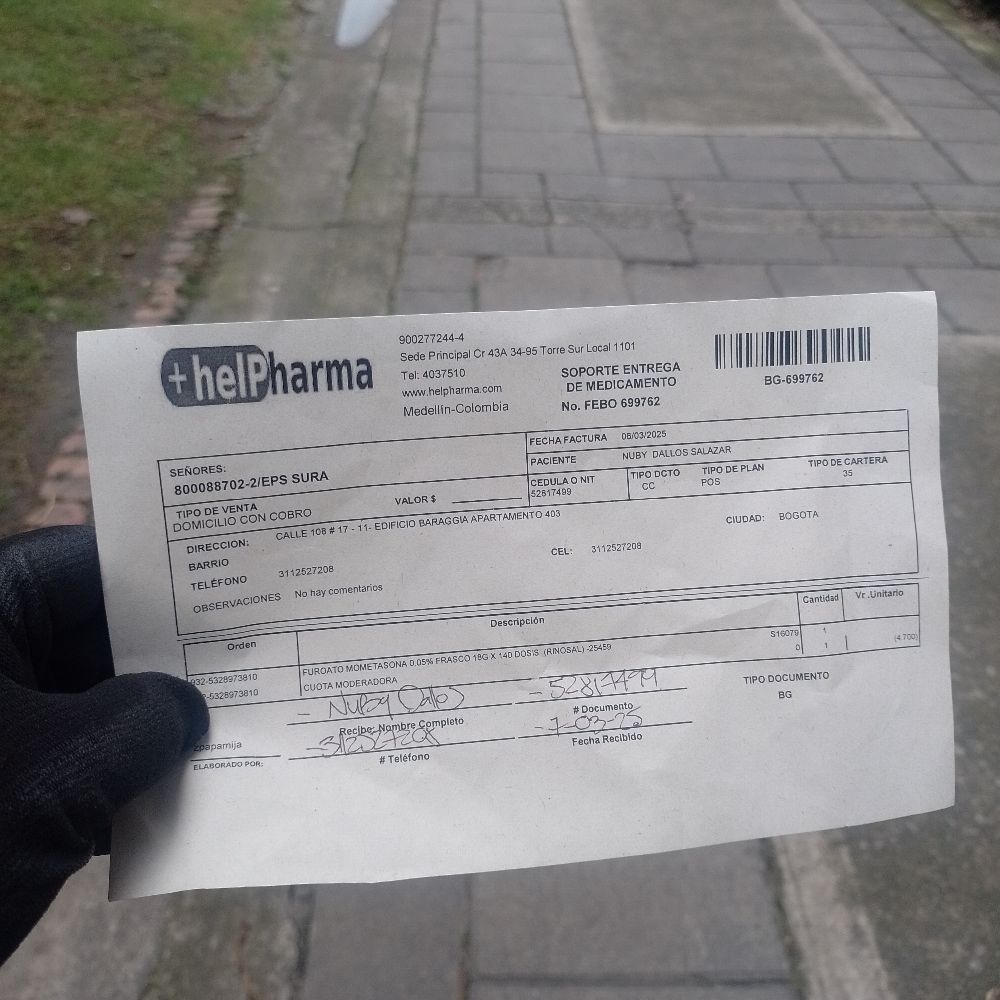 +helPharma
900277244-4
Sede Principal Cr 43A 34-95 Torre Sur Local 1101
Tel: 4037510
www.helpharma.com
Medellín-Colombia
SOPORTE ENTREGA
DE MEDICAMENTO
No. FEBO 699762
BG-699762
SEÑORES:
800088702-2/EPS SURA
FECHA FACTURA 06/03/2025
PACIENTE NUBY DALLOS SALAZAR
CEDULA O NIT
52817499
TIPO DCTO
CC
TIPO DE PLAN
POS
TIPO DE CARTERA
35
TIPO DE VENTA VALOR $
DOMICILIO CON COBRO
DIRECCION: CALLE 108 # 17 - 11- EDIFICIO BARAGGIA APARTAMENTO 403 CIUDAD: BOGOTA
BARRIO
TELÉFONO 3112527208 CEL: 3112527208
OBSERVACIONES No hay comentarios
Orden Descripción Cantidad Vr .Unitario
932-5328973810 FUROATO MOMETASONA 0.05% FRASCO 18G X 140 DOSIS (RINOSAL) -25459 S16079 1
2-5328973810 CUOTA MODERADORA 0 1 (4.700)
- Nuby Dallos - 52817499
Recibe: Nombre Completo # Documento
TIPO DOCUMENTO
BG
- 3112527208 - 7-03-25
zpapamija
ELABORADO POR: # Teléfono Fecha Recibido